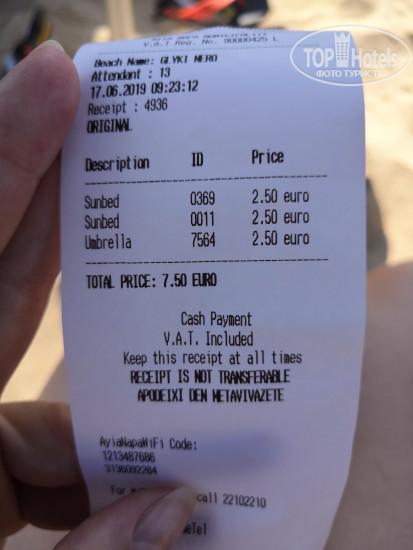 V.a.T Reg. No. 90000425 L
TOP Hotels
ФОТО ТУРИСТА
Beach Name: GLYKI NERO
Attendant : 13
17.06.2019 09:23:12
Receipt : 4936
ORIGINAL
Description ID Price
Sunbed 0369 2.50 euro
Sunbed 0011 2.50 euro
Umbrella 7564 2.50 euro
TOTAL PRICE: 7.50 EURO
Cash Payment
V.A.T. Included
Keep this receipt at all times
RECEIPT IS NOT TRANSFERABLE
APODEIXI DEN METAVIVAZETE
AyiaNapaWiFi Code:
1213487686
3136092264
For call 22102210